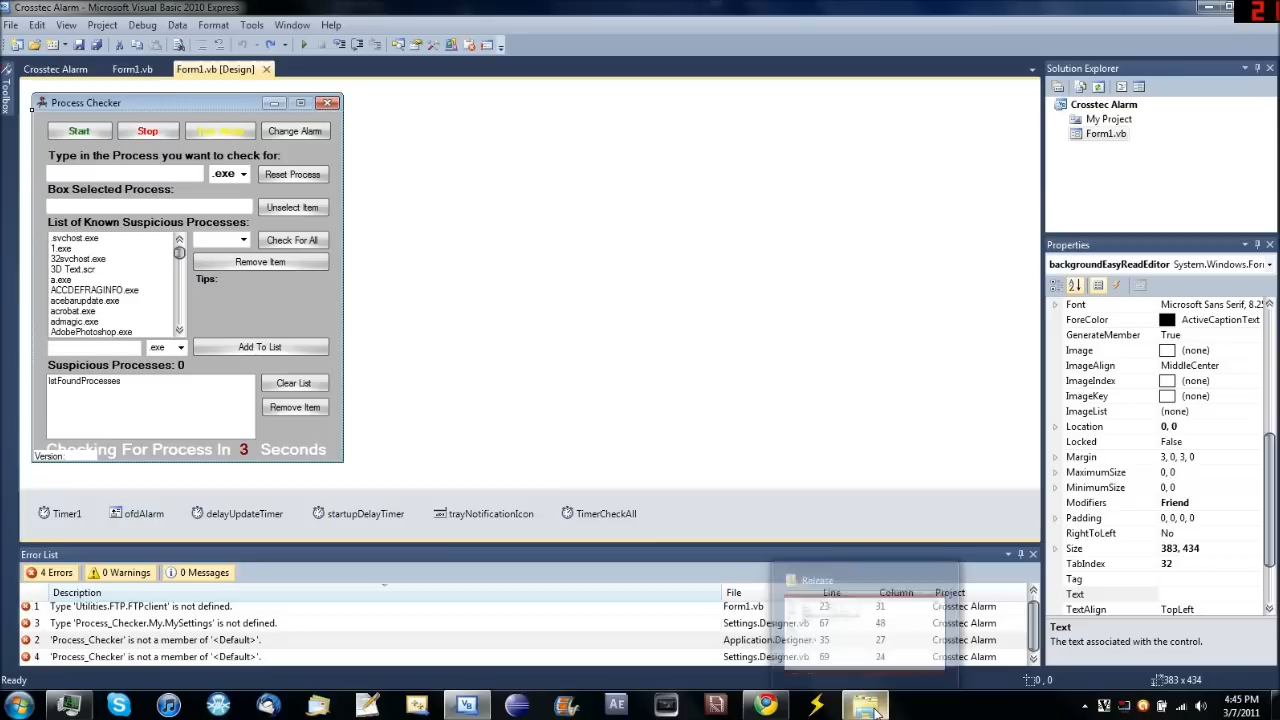 Crosstec Alarm - Microsoft Visual Basic 2010 Express
File Edit View Project Debug Data Format Tools Window Help
Crosstec Alarm Form1.vb Form1.vb [Design]
Toolbox
Process Checker
Start Stop Change Alarm
Type in the Process you want to check for:
.exe Reset Process
Box Selected Process:
Unselect Item
List of Known Suspicious Processes:
.svchost.exe
1.exe
32svchost.exe
3D Text.scr
a.exe
ACCDEFRAGINFO.exe
acebarupdate.exe
acrobat.exe
admagic.exe
AdobePhotoshop.exe
Check For All
Remove Item
Tips:
.exe Add To List
Suspicious Processes: 0
lstFoundProcesses
Clear List
Remove Item
Checking For Process In 3 Seconds
Version:
Timer1 ofdAlarm delayUpdateTimer startupDelayTimer trayNotificationIcon TimerCheckAll
Solution Explorer
Crosstec Alarm
My Project
Form1.vb
Properties
backgroundEasyReadEditor System.Windows.For
Font Microsoft Sans Serif, 8.25
ForeColor ActiveCaptionText
GenerateMember True
Image (none)
ImageAlign MiddleCenter
ImageIndex (none)
ImageKey (none)
ImageList (none)
Location 0, 0
Locked False
Margin 3, 0, 3, 0
MaximumSize 0, 0
MinimumSize 0, 0
Modifiers Friend
Padding 0, 0, 0, 0
RightToLeft No
Size 383, 434
TabIndex 32
Tag
Text
TextAlign TopLeft
Text
The text associated with the control.
Error List
4 Errors 0 Warnings 0 Messages
Release
Description File Line Column Project
1 Type 'Utilities.FTP.FTPclient' is not defined. Form1.vb 23 31 Crosstec Alarm
3 Type 'Process_Checker.My.MySettings' is not defined. Settings.Designer.vb 67 48 Crosstec Alarm
2 'Process_Checker' is not a member of '<Default>'. Application.Designer. 35 27 Crosstec Alarm
4 'Process_Checker' is not a member of '<Default>'. Settings.Designer.vb 69 24 Crosstec Alarm
Ready 0 , 0 383 x 434
VB AE
4:45 PM
3/7/2011